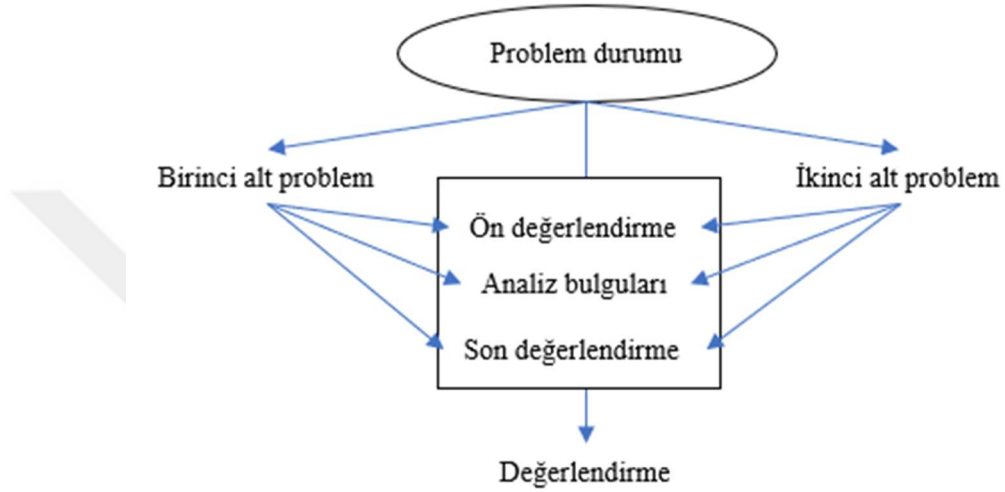 Problem durumu
Birinci alt problem
İkinci alt problem
Ön değerlendirme
Analiz bulguları
Son değerlendirme
Değerlendirme